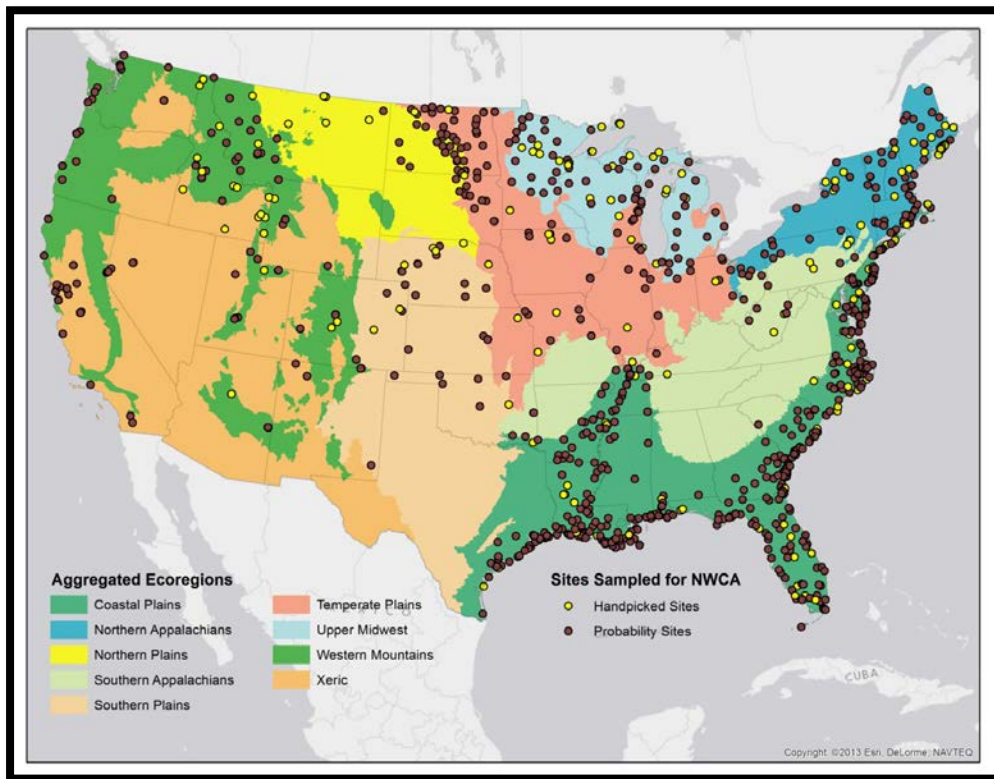 Aggregated Ecoregions
Coastal Plains
Northern Appalachians
Northern Plains
Southern Appalachians
Southern Plains
Temperate Plains
Upper Midwest
Western Mountains
Xeric
Sites Sampled for NWCA
Handpicked Sites
Probability Sites
CUBA
Copyright: ©2013 Esri, DeLorme, NAVTEQ